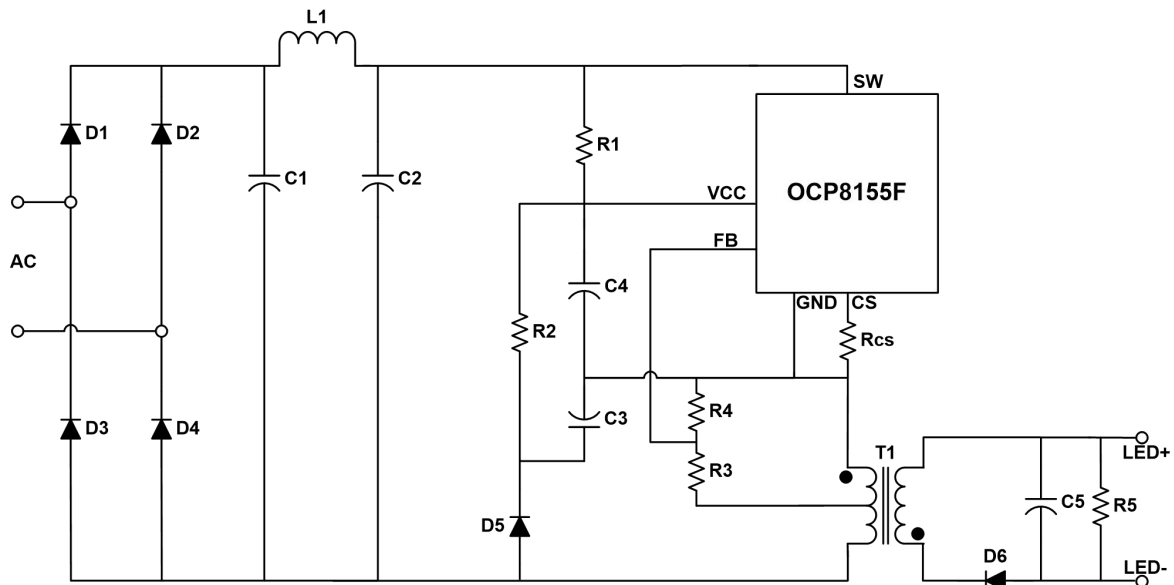 L1
SW
D1
D2
R1
C1
C2
VCC
OCP8155F
FB
AC
C4
GND
CS
R2
Rcs
R4
C3
D3
D4
R3
T1
LED+
D5
C5
R5
D6
LED-